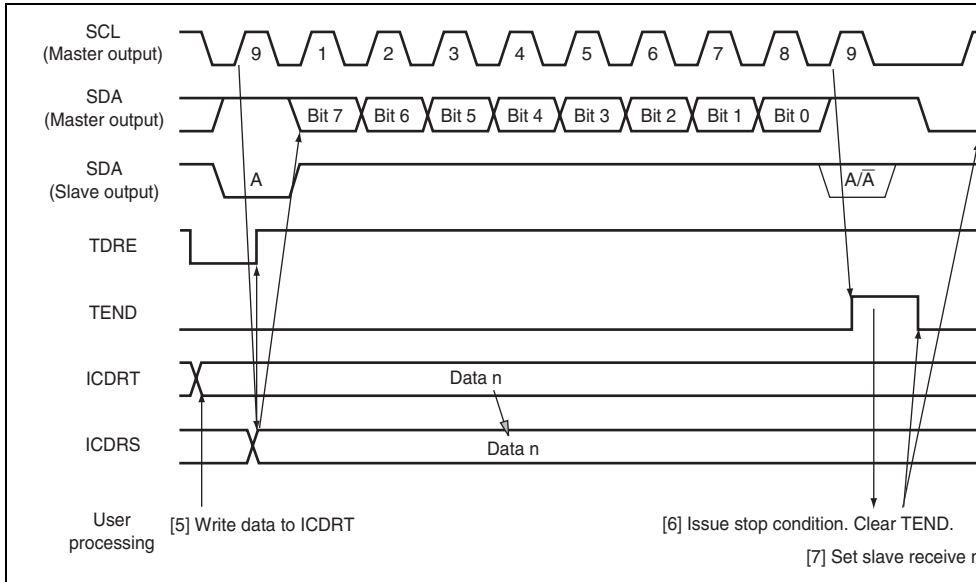 SCL
(Master output)
9 1 2 3 4 5 6 7 8 9
SDA
(Master output)
Bit 7 Bit 6 Bit 5 Bit 4 Bit 3 Bit 2 Bit 1 Bit 0
SDA
(Slave output)
A A/A̅
TDRE
TEND
ICDRT
Data n
ICDRS
Data n
User
processing
[5] Write data to ICDRT
[6] Issue stop condition. Clear TEND.
[7] Set slave receive